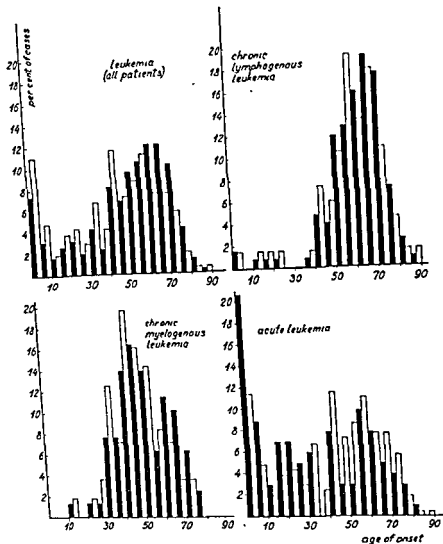 per cent of cases
leukemia
(all patients)
20
18
16
14
12
10
8
6
4
2
10 30 50 70 90
chronic
lymphogenous
leukemia
20
18
16
14
12
10
8
6
4
2
10 30 50 70 90
chronic
myelogenous
leukemia
20
18
16
14
12
10
8
6
4
2
10 30 50 70 90
acute leukemia
20
18
16
14
12
10
8
6
4
2
10 30 50 70 90
age of onset